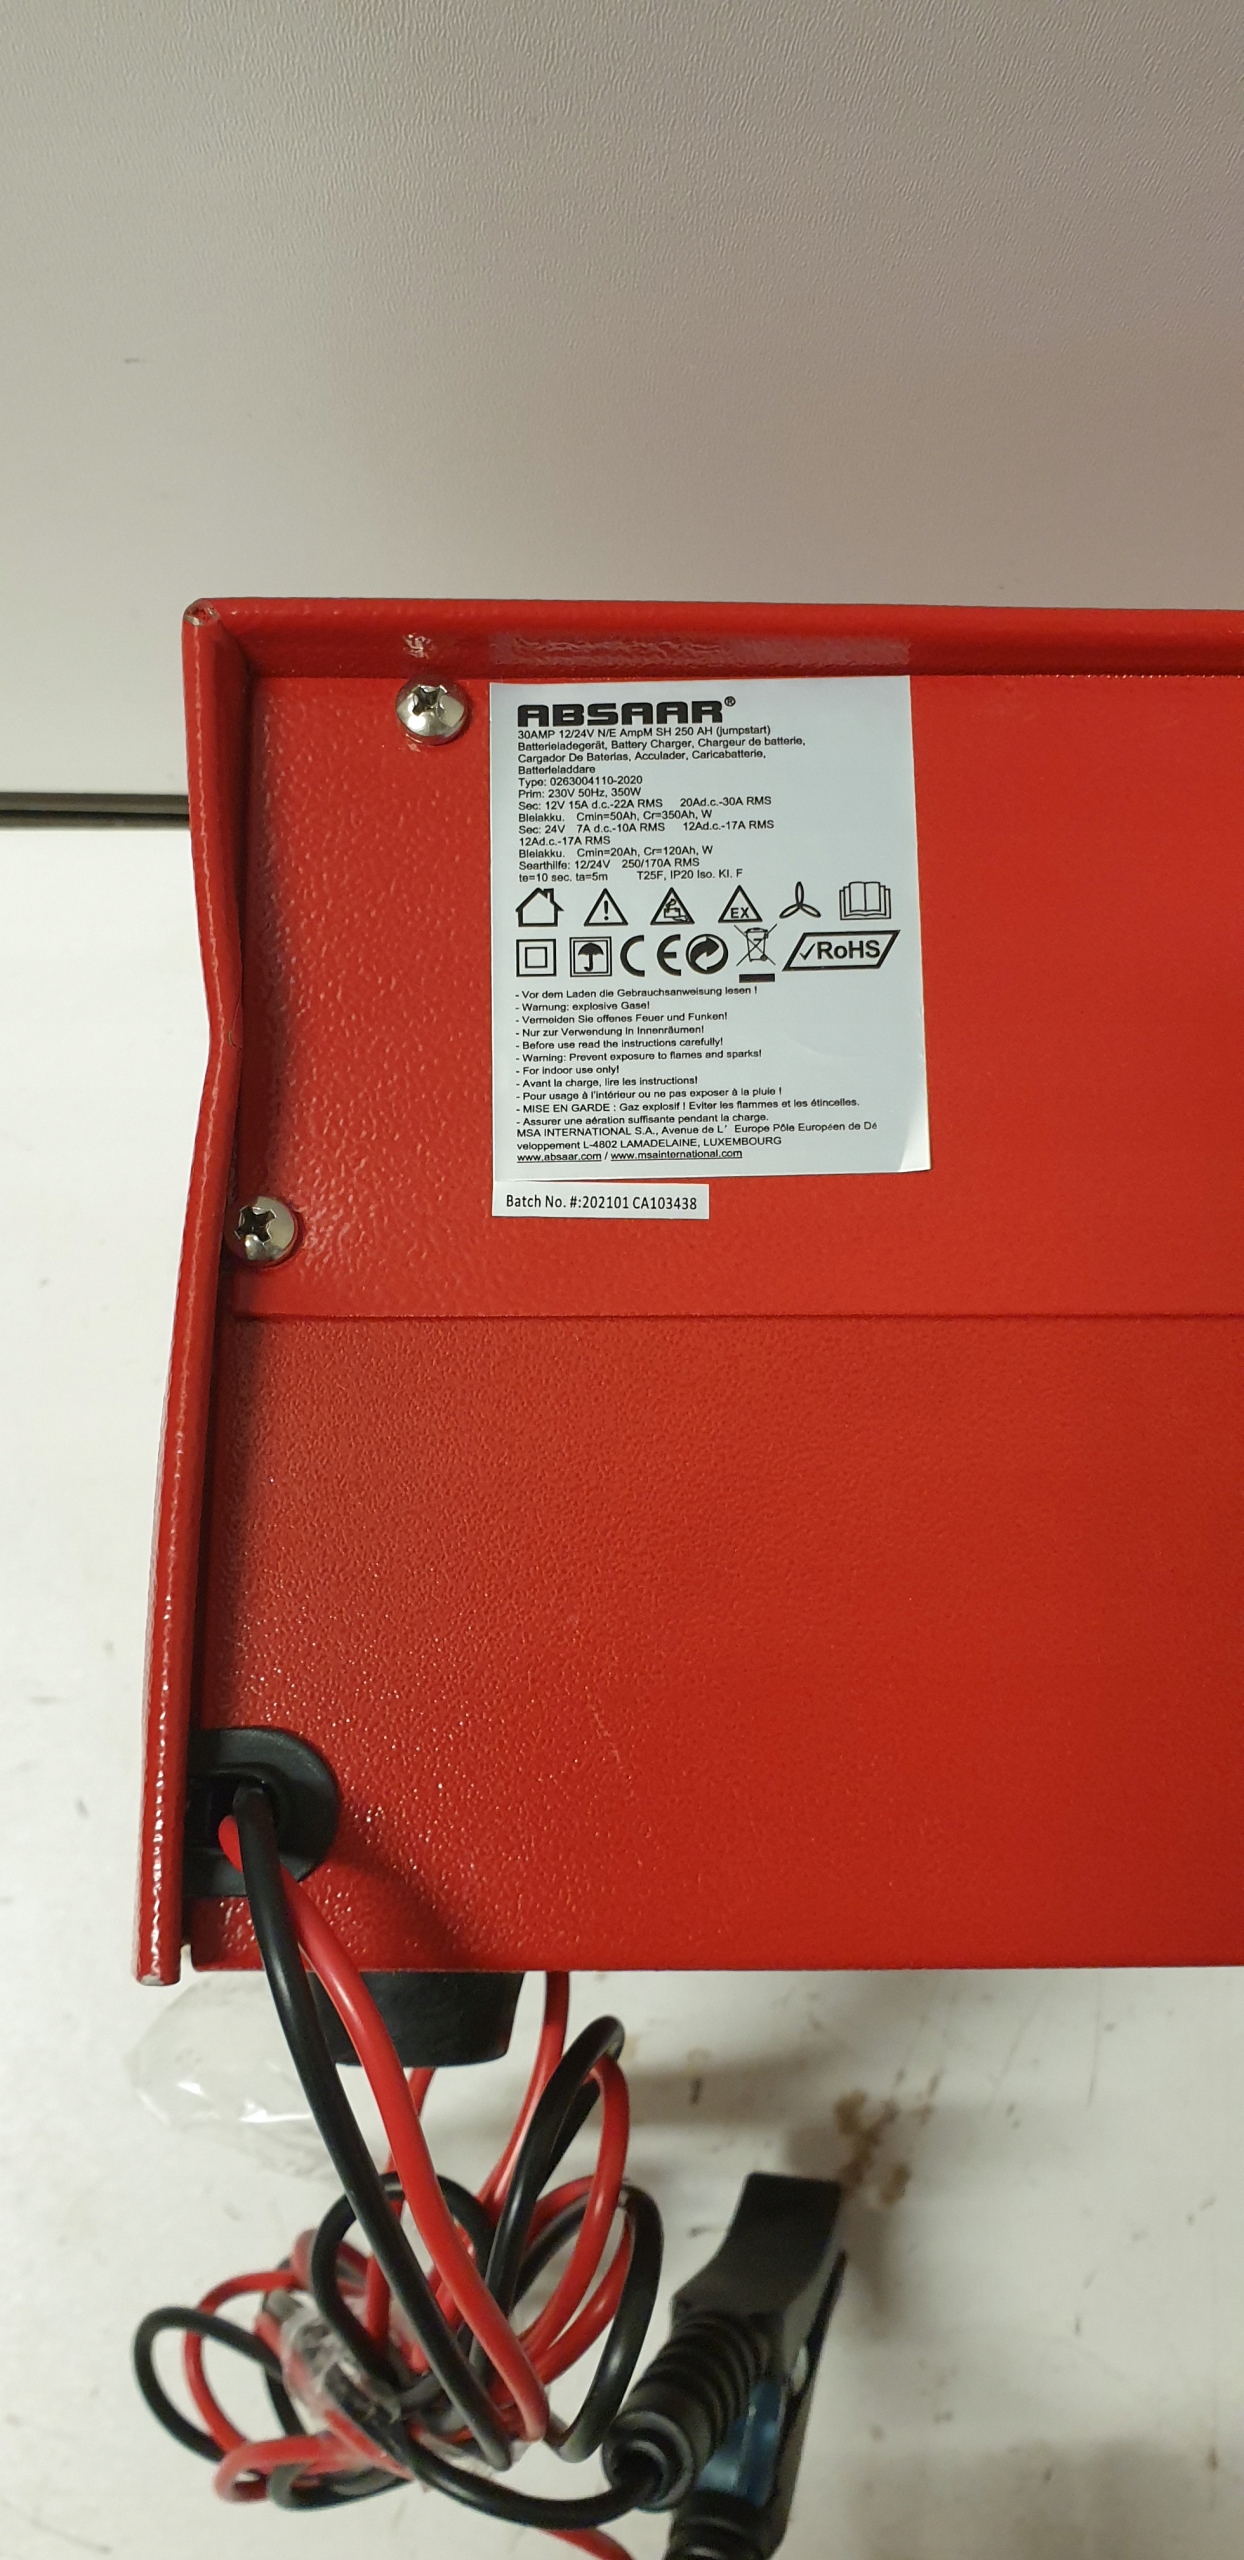 ABSAAR®
30AMP 12/24V N/E AmpM SH 250 AH (jumpstart)
Batterieladegerät, Battery Charger, Chargeur de batterie,
Cargador De Baterias, Acculader, Caricabatterie,
Batterieladdare
Type: 0263004110-2020
Prim: 230V 50Hz, 350W
Sec: 12V 15A d.c.-22A RMS 20Ad.c.-30A RMS
Bleiakku. Cmin=50Ah, Cr=350Ah, W
Sec: 24V 7A d.c.-10A RMS 12Ad.c.-17A RMS
12Ad.c.-17A RMS
Bleiakku. Cmin=20Ah, Cr=120Ah, W
Searthilfe: 12/24V 250/170A RMS
te=10 sec. ta=5m T25F, IP20 Iso. Kl. F
EX
CE ✓RoHS
- Vor dem Laden die Gebrauchsanweisung lesen !
- Warnung: explosive Gase!
- Vermeiden Sie offenes Feuer und Funken!
- Nur zur Verwendung in Innenräumen!
- Before use read the instructions carefully!
- Warning: Prevent exposure to flames and sparks!
- For indoor use only!
- Avant la charge, lire les instructions!
- Pour usage à l'intérieur ou ne pas exposer à la pluie !
- MISE EN GARDE : Gaz explosif ! Eviter les flammes et les étincelles.
- Assurer une aération suffisante pendant la charge.
MSA INTERNATIONAL S.A., Avenue de L' Europe Pôle Européen de Dé
veloppement L-4802 LAMADELAINE, LUXEMBOURG
www.absaar.com / www.msainternational.com
Batch No. #:202101 CA103438